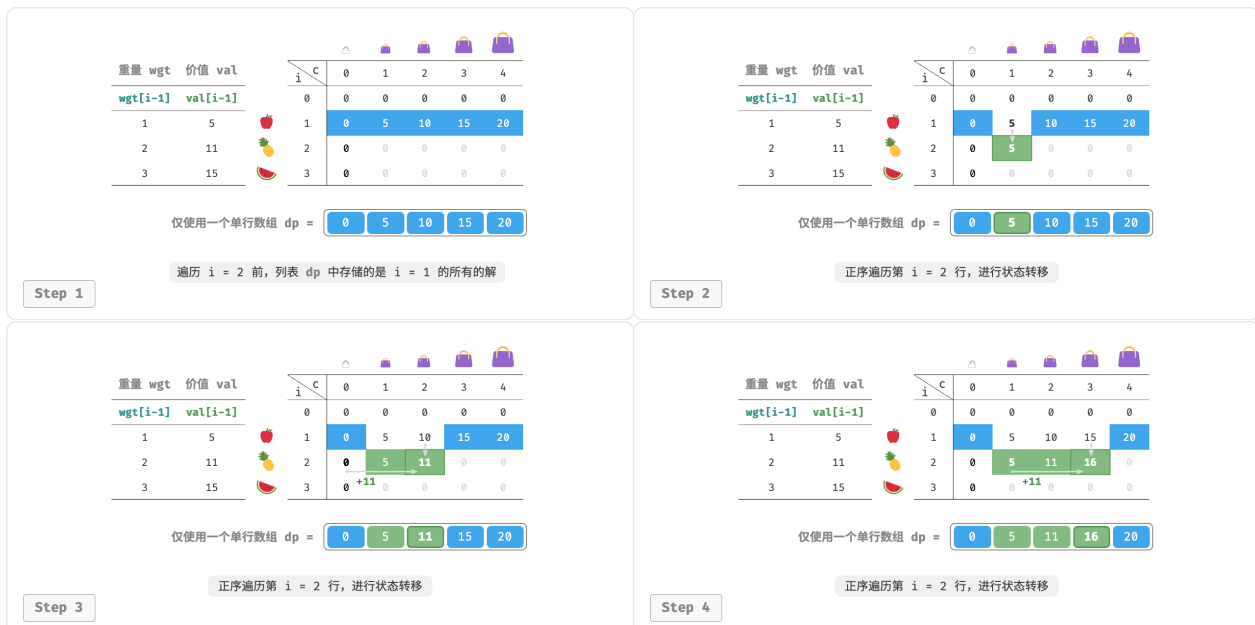 重量 wgt 价值 val
i C 0 1 2 3 4
wgt[i-1] val[i-1] 0 0 0 0 0 0
1 5 1 0 5 10 15 20
2 11 2 0 0 0 0 0
3 15 3 0 0 0 0 0
仅使用一个单行数组 dp = 0 5 10 15 20
遍历 i = 2 前，列表 dp 中存储的是 i = 1 的所有的解
Step 1
重量 wgt 价值 val
i C 0 1 2 3 4
wgt[i-1] val[i-1] 0 0 0 0 0 0
1 5 1 0 5 10 15 20
2 11 2 0 5 0 0 0
3 15 3 0 0 0 0 0
仅使用一个单行数组 dp = 0 5 10 15 20
正序遍历第 i = 2 行，进行状态转移
Step 2
重量 wgt 价值 val
i C 0 1 2 3 4
wgt[i-1] val[i-1] 0 0 0 0 0 0
1 5 1 0 5 10 15 20
2 11 2 0 5 11 0 0
+11
3 15 3 0 0 0 0 0
仅使用一个单行数组 dp = 0 5 11 15 20
正序遍历第 i = 2 行，进行状态转移
Step 3
重量 wgt 价值 val
i C 0 1 2 3 4
wgt[i-1] val[i-1] 0 0 0 0 0 0
1 5 1 0 5 10 15 20
2 11 2 0 5 11 16 0
+11
3 15 3 0 0 0 0 0
仅使用一个单行数组 dp = 0 5 11 16 20
正序遍历第 i = 2 行，进行状态转移
Step 4